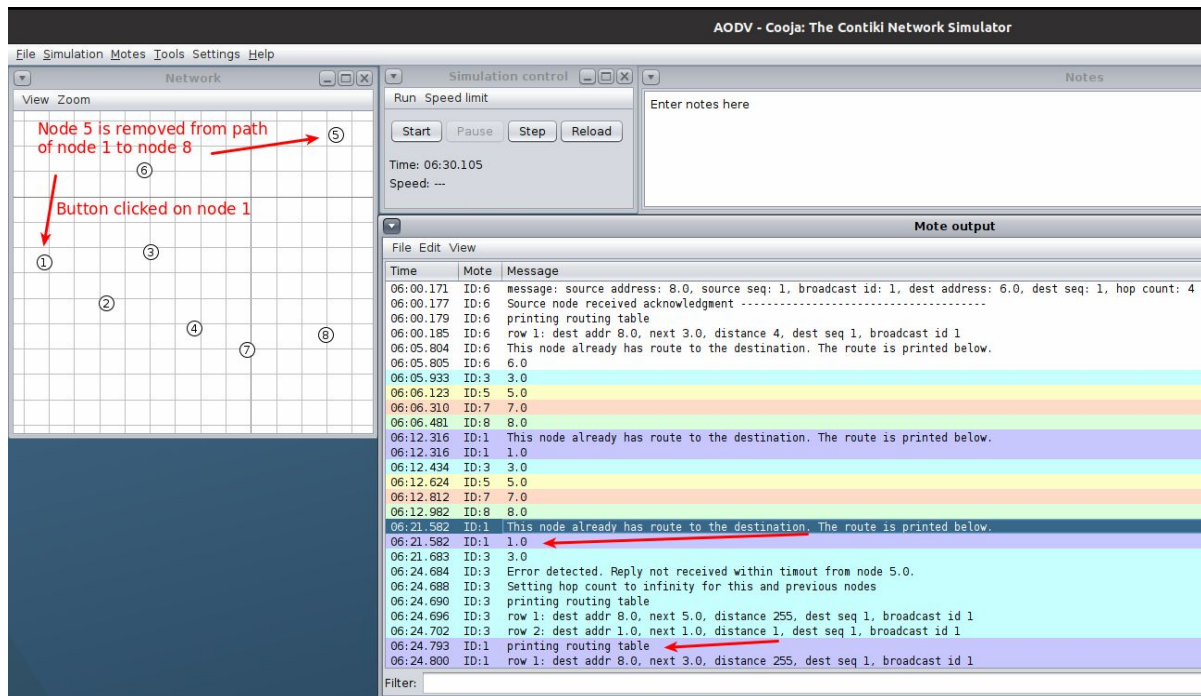 AODV - Cooja: The Contiki Network Simulator
File Simulation Motes Tools Settings Help
Network
View Zoom
Node 5 is removed from path
of node 1 to node 8
5
6
Button clicked on node 1
3
1
2
4
8
7
Simulation control
Run Speed limit
Start Pause Step Reload
Time: 06:30.105
Speed: ---
Notes
Enter notes here
Mote output
File Edit View
Time Mote Message
06:00.171 ID:6 message: source address: 8.0, source seq: 1, broadcast id: 1, dest address: 6.0, dest seq: 1, hop count: 4
06:00.177 ID:6 Source node received acknowledgment --------------------------------------
06:00.179 ID:6 printing routing table
06:00.185 ID:6 row 1: dest addr 8.0, next 3.0, distance 4, dest seq 1, broadcast id 1
06:05.804 ID:6 This node already has route to the destination. The route is printed below.
06:05.805 ID:6 6.0
06:05.933 ID:3 3.0
06:06.123 ID:5 5.0
06:06.310 ID:7 7.0
06:06.481 ID:8 8.0
06:12.316 ID:1 This node already has route to the destination. The route is printed below.
06:12.316 ID:1 1.0
06:12.434 ID:3 3.0
06:12.624 ID:5 5.0
06:12.812 ID:7 7.0
06:12.982 ID:8 8.0
06:21.582 ID:1 This node already has route to the destination. The route is printed below.
06:21.582 ID:1 1.0
06:21.683 ID:3 3.0
06:24.684 ID:3 Error detected. Reply not received within timout from node 5.0.
06:24.688 ID:3 Setting hop count to infinity for this and previous nodes
06:24.690 ID:3 printing routing table
06:24.696 ID:3 row 1: dest addr 8.0, next 5.0, distance 255, dest seq 1, broadcast id 1
06:24.702 ID:3 row 2: dest addr 1.0, next 1.0, distance 1, dest seq 1, broadcast id 1
06:24.793 ID:1 printing routing table
06:24.800 ID:1 row 1: dest addr 8.0, next 3.0, distance 255, dest seq 1, broadcast id 1
Filter: